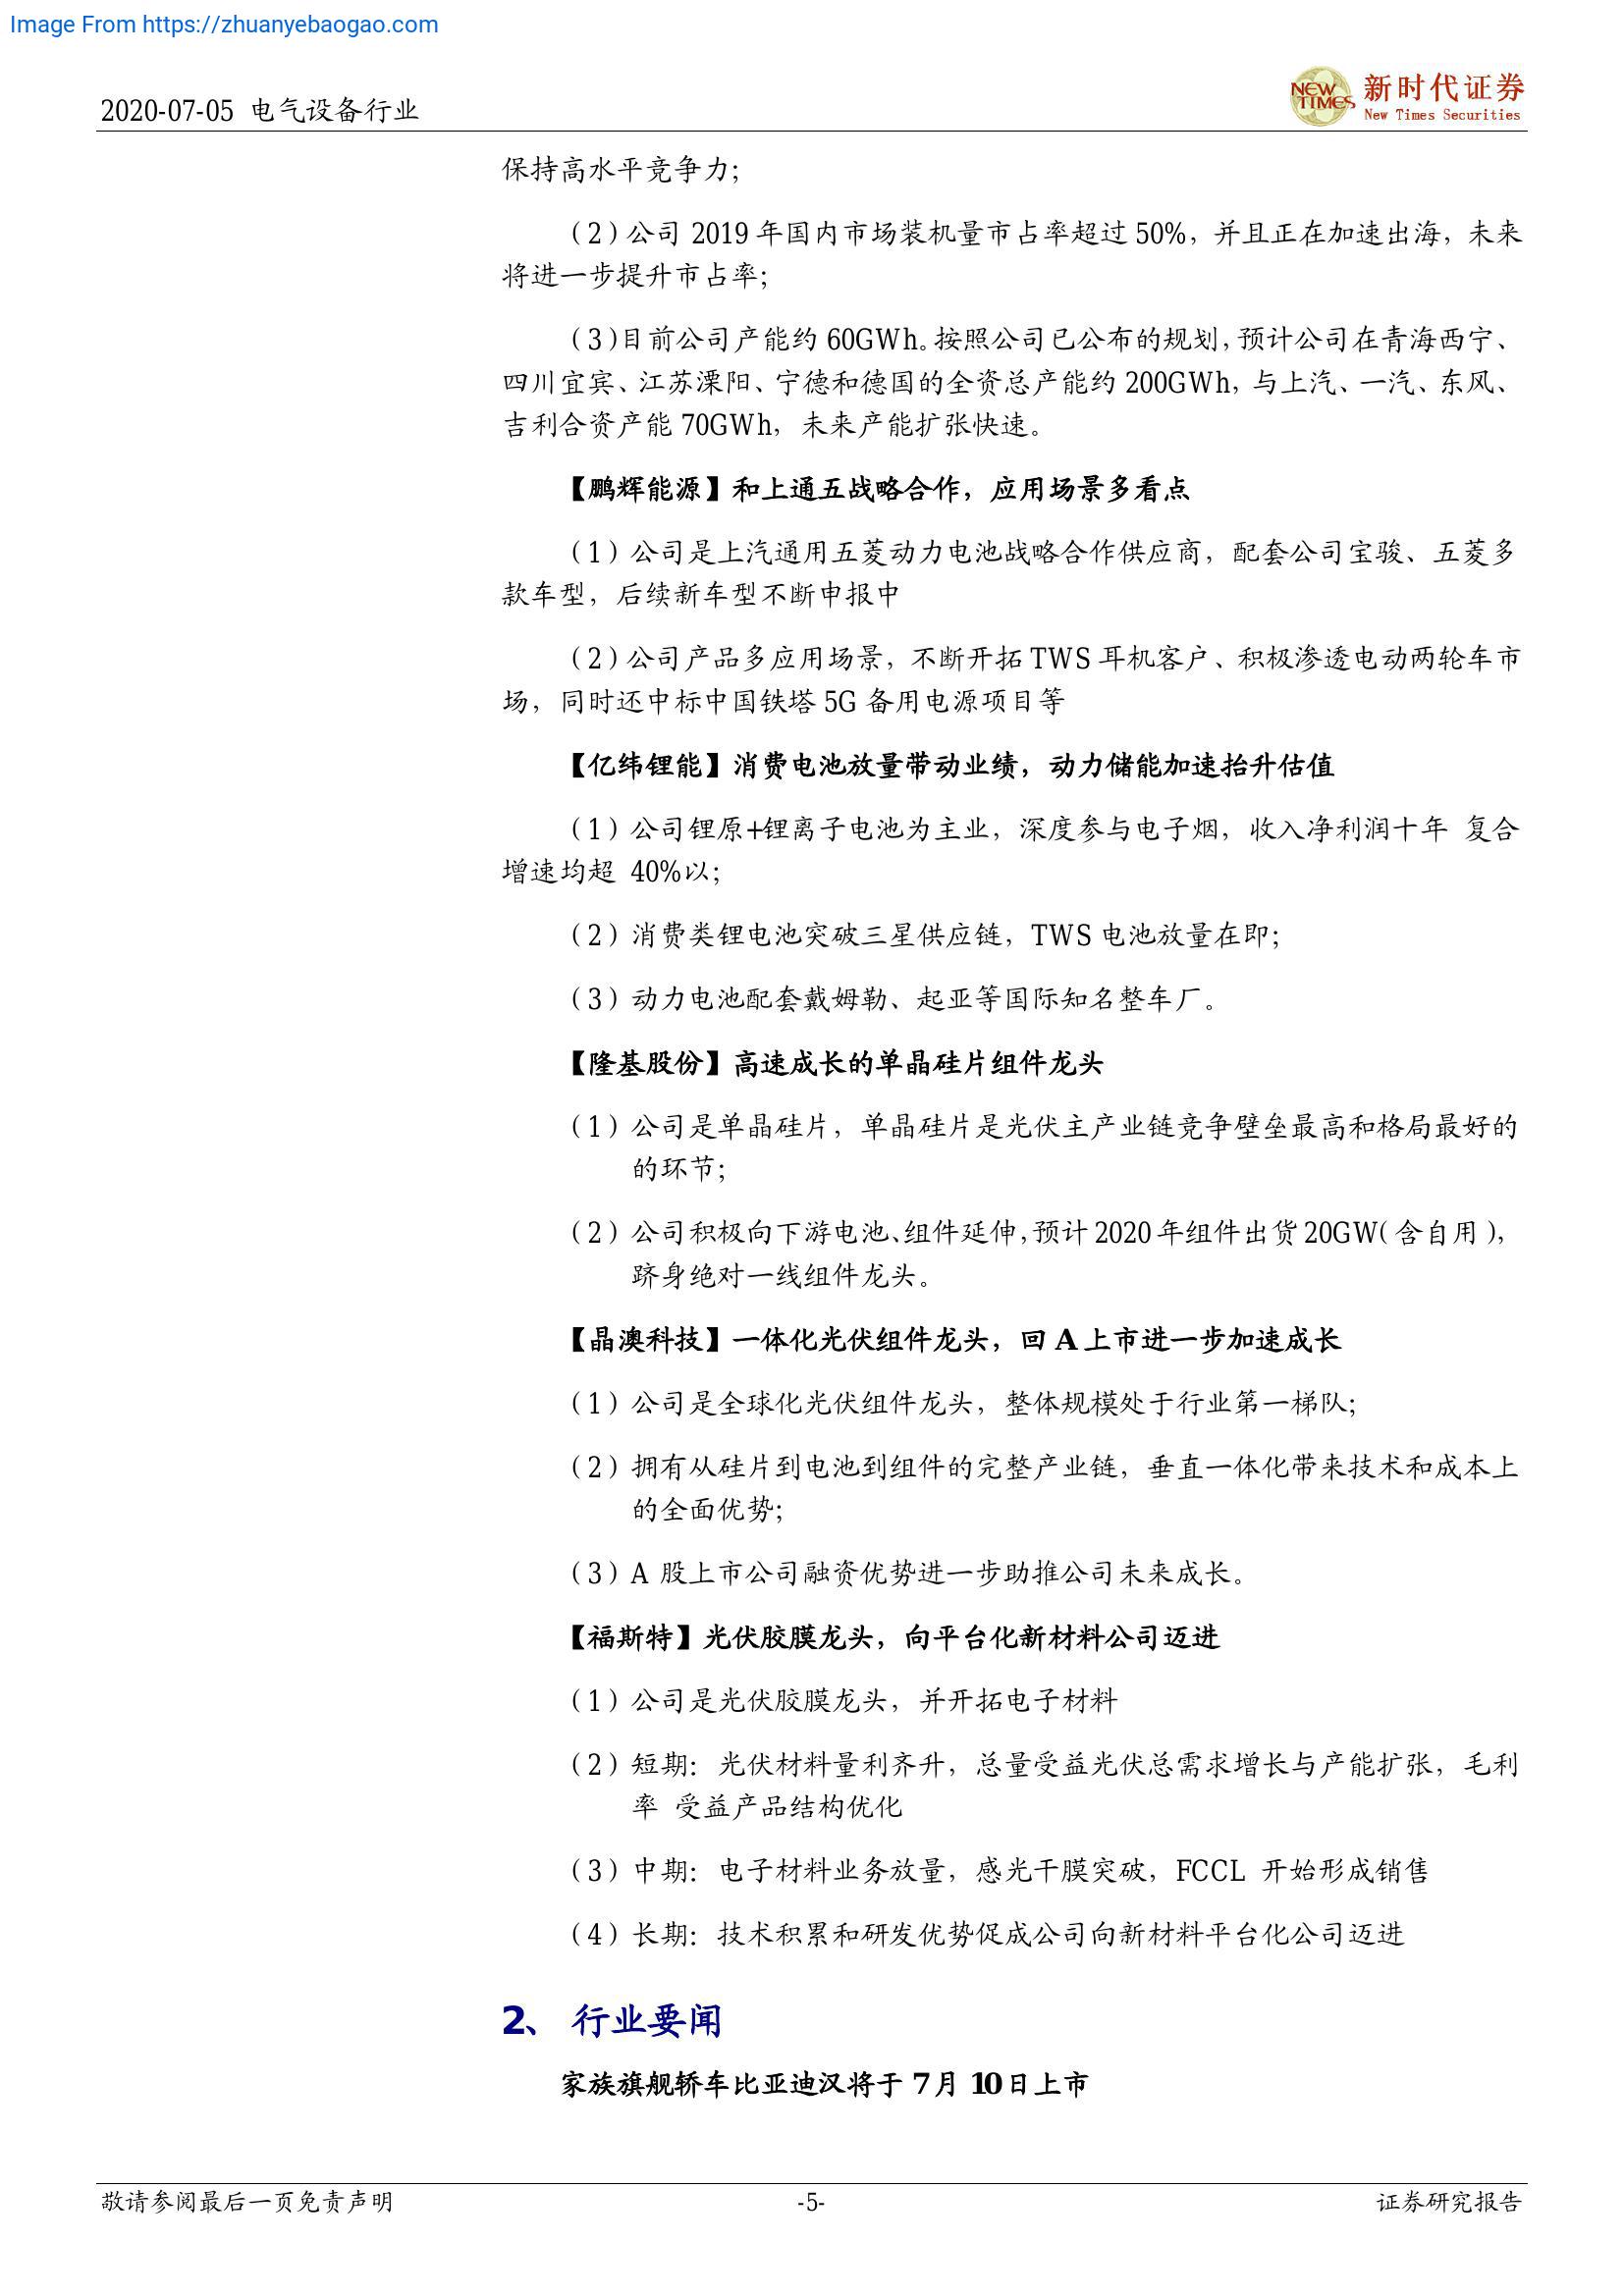 Image From https://zhuanyebaogao.com
2020-07-05 电气设备行业
NEW TIMES
新时代证券
New Times Securities
保持高水平竞争力；
（2）公司 2019 年国内市场装机量市占率超过 50%，并且正在加速出海，未来
将进一步提升市占率；
（3）目前公司产能约 60GWh。按照公司已公布的规划，预计公司在青海西宁、
四川宜宾、江苏溧阳、宁德和德国的全资总产能约 200GWh，与上汽、一汽、东风、
吉利合资产能 70GWh，未来产能扩张快速。
【鹏辉能源】和上通五战略合作，应用场景多看点
（1）公司是上汽通用五菱动力电池战略合作供应商，配套公司宝骏、五菱多
款车型，后续新车型不断申报中
（2）公司产品多应用场景，不断开拓 TWS 耳机客户、积极渗透电动两轮车市
场，同时还中标中国铁塔 5G 备用电源项目等
【亿纬锂能】消费电池放量带动业绩，动力储能加速抬升估值
（1）公司锂原+锂离子电池为主业，深度参与电子烟，收入净利润十年 复合
增速均超 40%以；
（2）消费类锂电池突破三星供应链，TWS 电池放量在即；
（3）动力电池配套戴姆勒、起亚等国际知名整车厂。
【隆基股份】高速成长的单晶硅片组件龙头
（1）公司是单晶硅片，单晶硅片是光伏主产业链竞争壁垒最高和格局最好的
的环节；
（2）公司积极向下游电池、组件延伸，预计 2020 年组件出货 20GW（含自用），
跻身绝对一线组件龙头。
【晶澳科技】一体化光伏组件龙头，回 A 上市进一步加速成长
（1）公司是全球化光伏组件龙头，整体规模处于行业第一梯队；
（2）拥有从硅片到电池到组件的完整产业链，垂直一体化带来技术和成本上
的全面优势；
（3）A 股上市公司融资优势进一步助推公司未来成长。
【福斯特】光伏胶膜龙头，向平台化新材料公司迈进
（1）公司是光伏胶膜龙头，并开拓电子材料
（2）短期：光伏材料量利齐升，总量受益光伏总需求增长与产能扩张，毛利
率 受益产品结构优化
（3）中期：电子材料业务放量，感光干膜突破，FCCL 开始形成销售
（4）长期：技术积累和研发优势促成公司向新材料平台化公司迈进
2、 行业要闻
家族旗舰轿车比亚迪汉将于 7 月 10 日上市
敬请参阅最后一页免责声明
-5-
证券研究报告